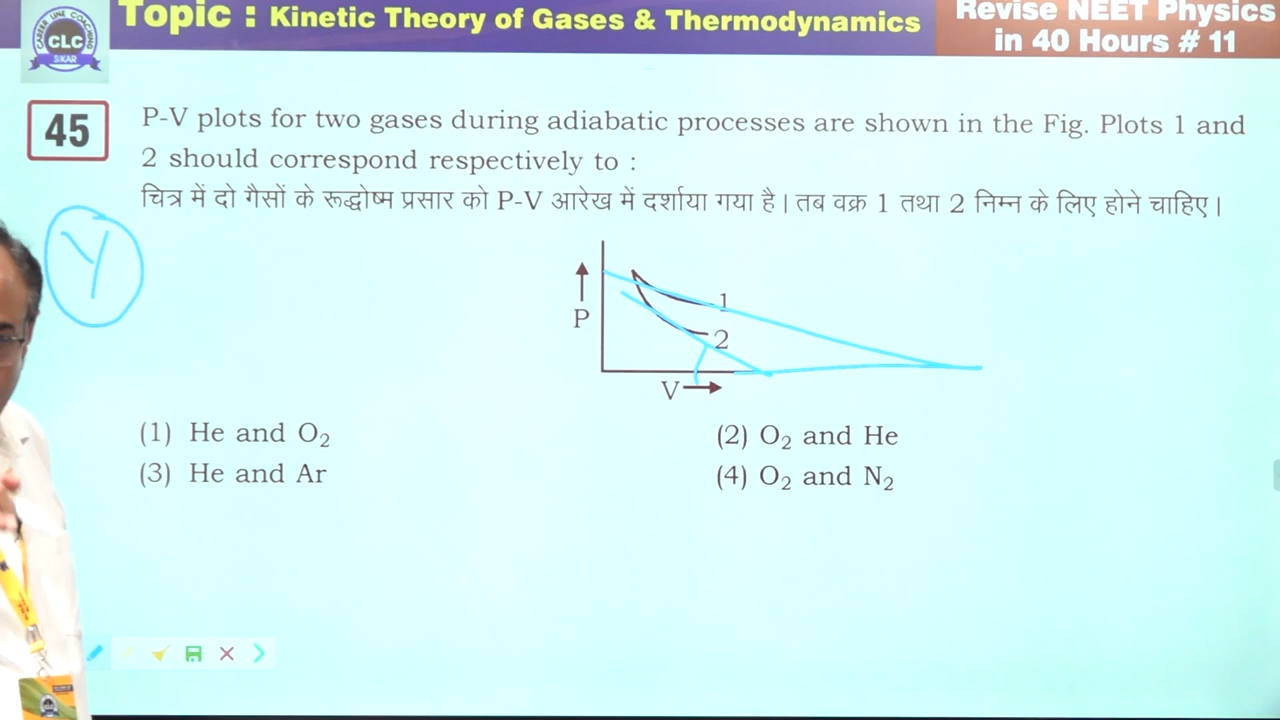 Topic : Kinetic Theory of Gases & Thermodynamics
Revise NEET Physics
in 40 Hours # 11
CAREER LINE COACHING
CLC
SIKAR
45
P-V plots for two gases during adiabatic processes are shown in the Fig. Plots 1 and
2 should correspond respectively to :
चित्र में दो गैसों के रूद्धोष्म प्रसार को P-V आरेख में दर्शाया गया है। तब वक्र 1 तथा 2 निम्न के लिए होने चाहिए।
γ
P
1
2
V
(1) He and O₂
(2) O₂ and He
(3) He and Ar
(4) O₂ and N₂